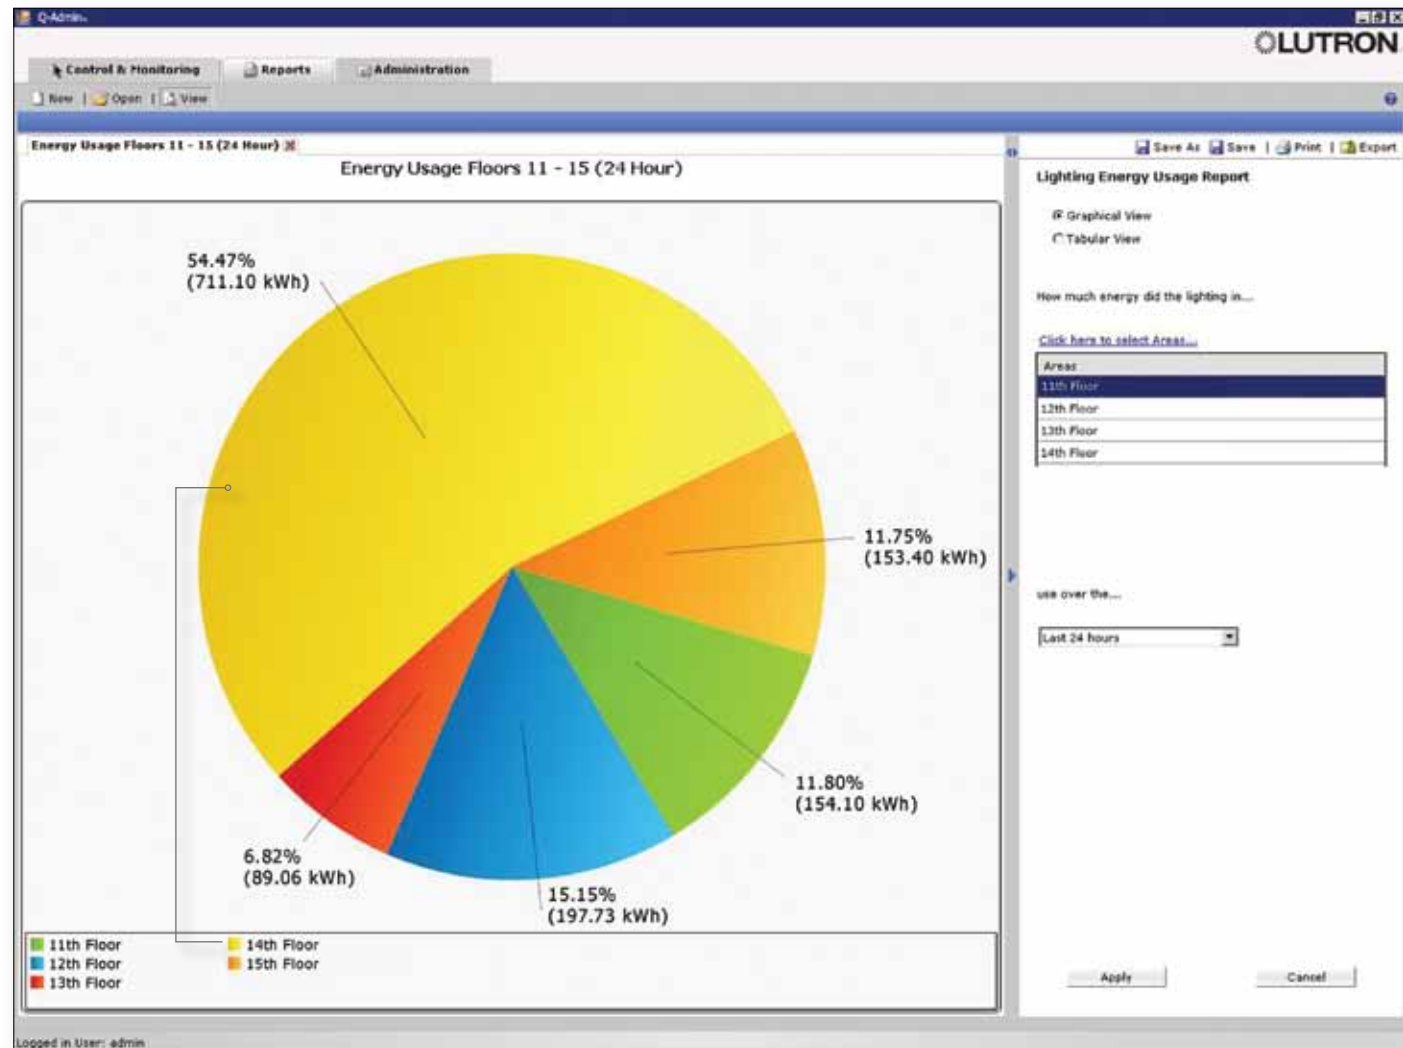 Q-Admin™
LUTRON
Control & Monitoring
Reports
Administration
New | Open | View
Energy Usage Floors 11 - 15 (24 Hour)
Energy Usage Floors 11 - 15 (24 Hour)
54.47%
(711.10 kWh)
11.75%
(153.40 kWh)
11.80%
(154.10 kWh)
6.82%
(89.06 kWh)
15.15%
(197.73 kWh)
11th Floor
12th Floor
13th Floor
14th Floor
15th Floor
Save As Save | Print | Export
Lighting Energy Usage Report
Graphical View
Tabular View
How much energy did the lighting in...
Click here to select Areas...
Areas
11th Floor
12th Floor
13th Floor
14th Floor
use over the...
Last 24 hours
Apply
Cancel
Logged in User: admin